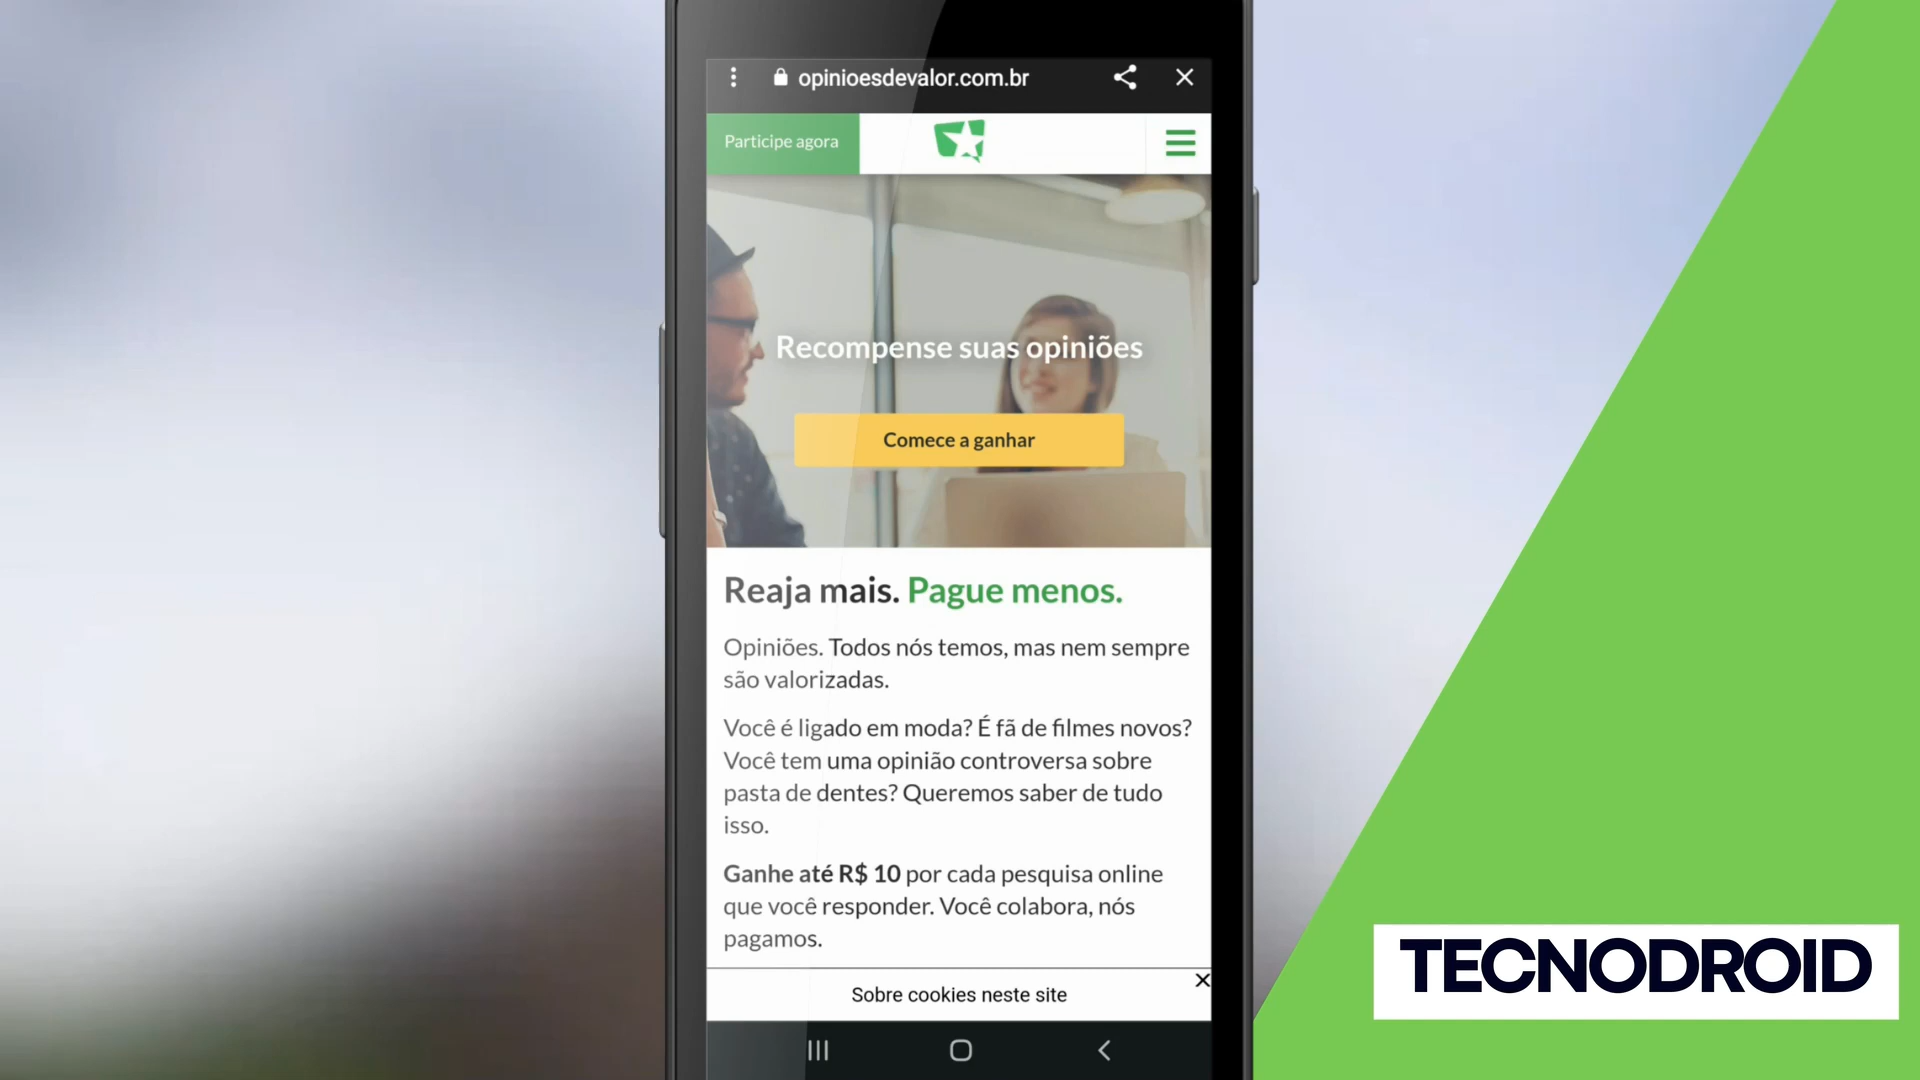 opinioesdevalor.com.br
Participe agora
Recompense suas opiniões
Comece a ganhar
Reaja mais. Pague menos.
Opiniões. Todos nós temos, mas nem sempre
são valorizadas.
Você é ligado em moda? É fã de filmes novos?
Você tem uma opinião controversa sobre
pasta de dentes? Queremos saber de tudo
isso.
Ganhe até R$ 10 por cada pesquisa online
que você responder. Você colabora, nós
pagamos.
Sobre cookies neste site
TECNODROID